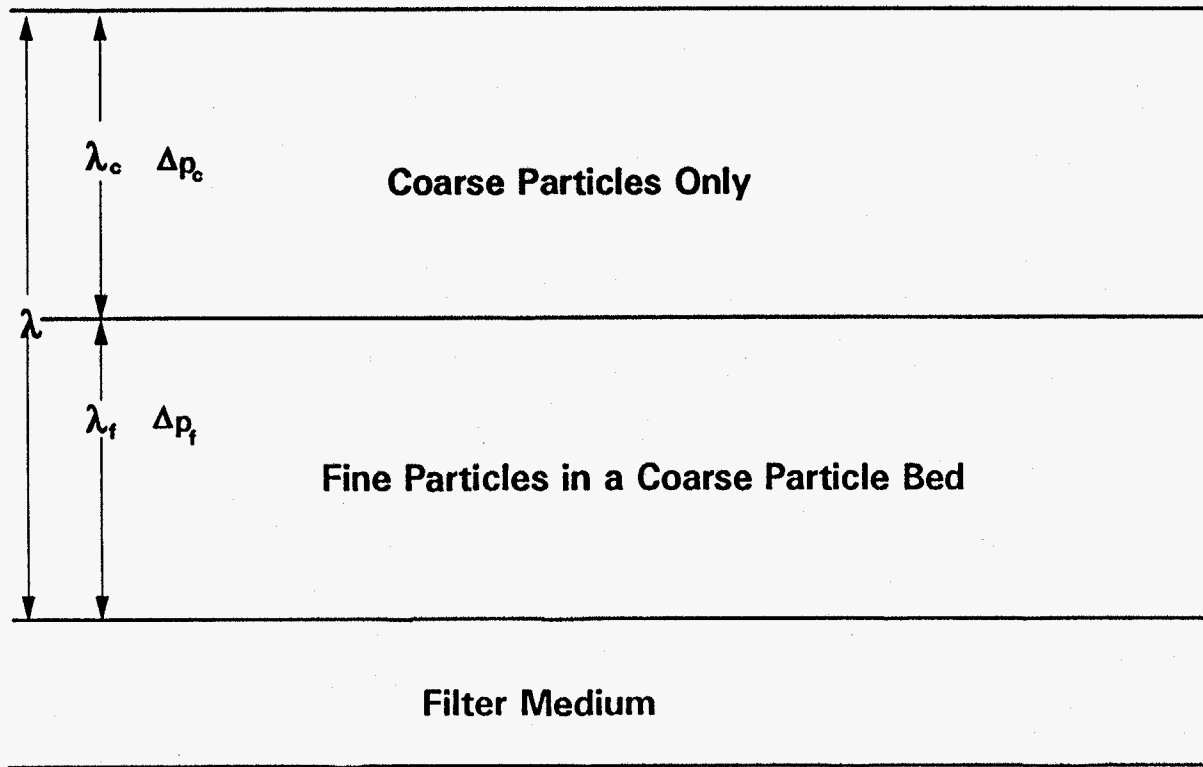 λc Δpc
Coarse Particles Only
λ
λf Δpf
Fine Particles in a Coarse Particle Bed
Filter Medium